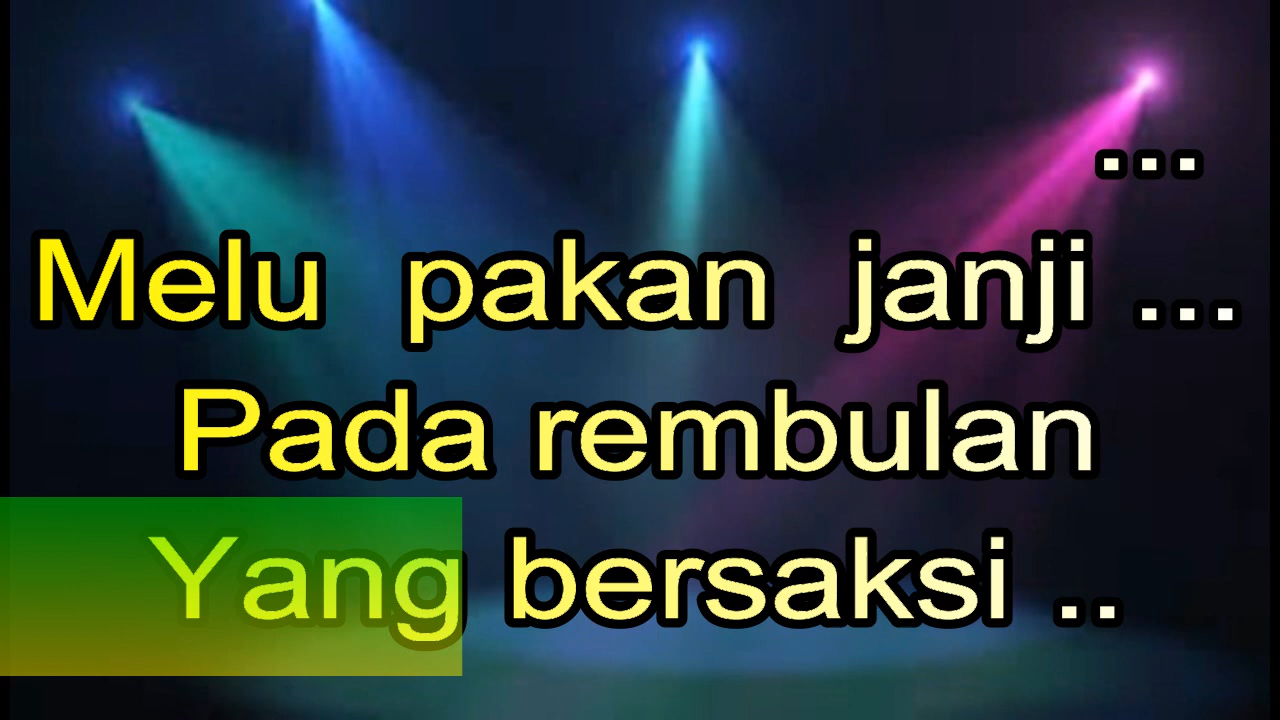 ...
Melu pakan janji ...
Pada rembulan
Yang bersaksi ..